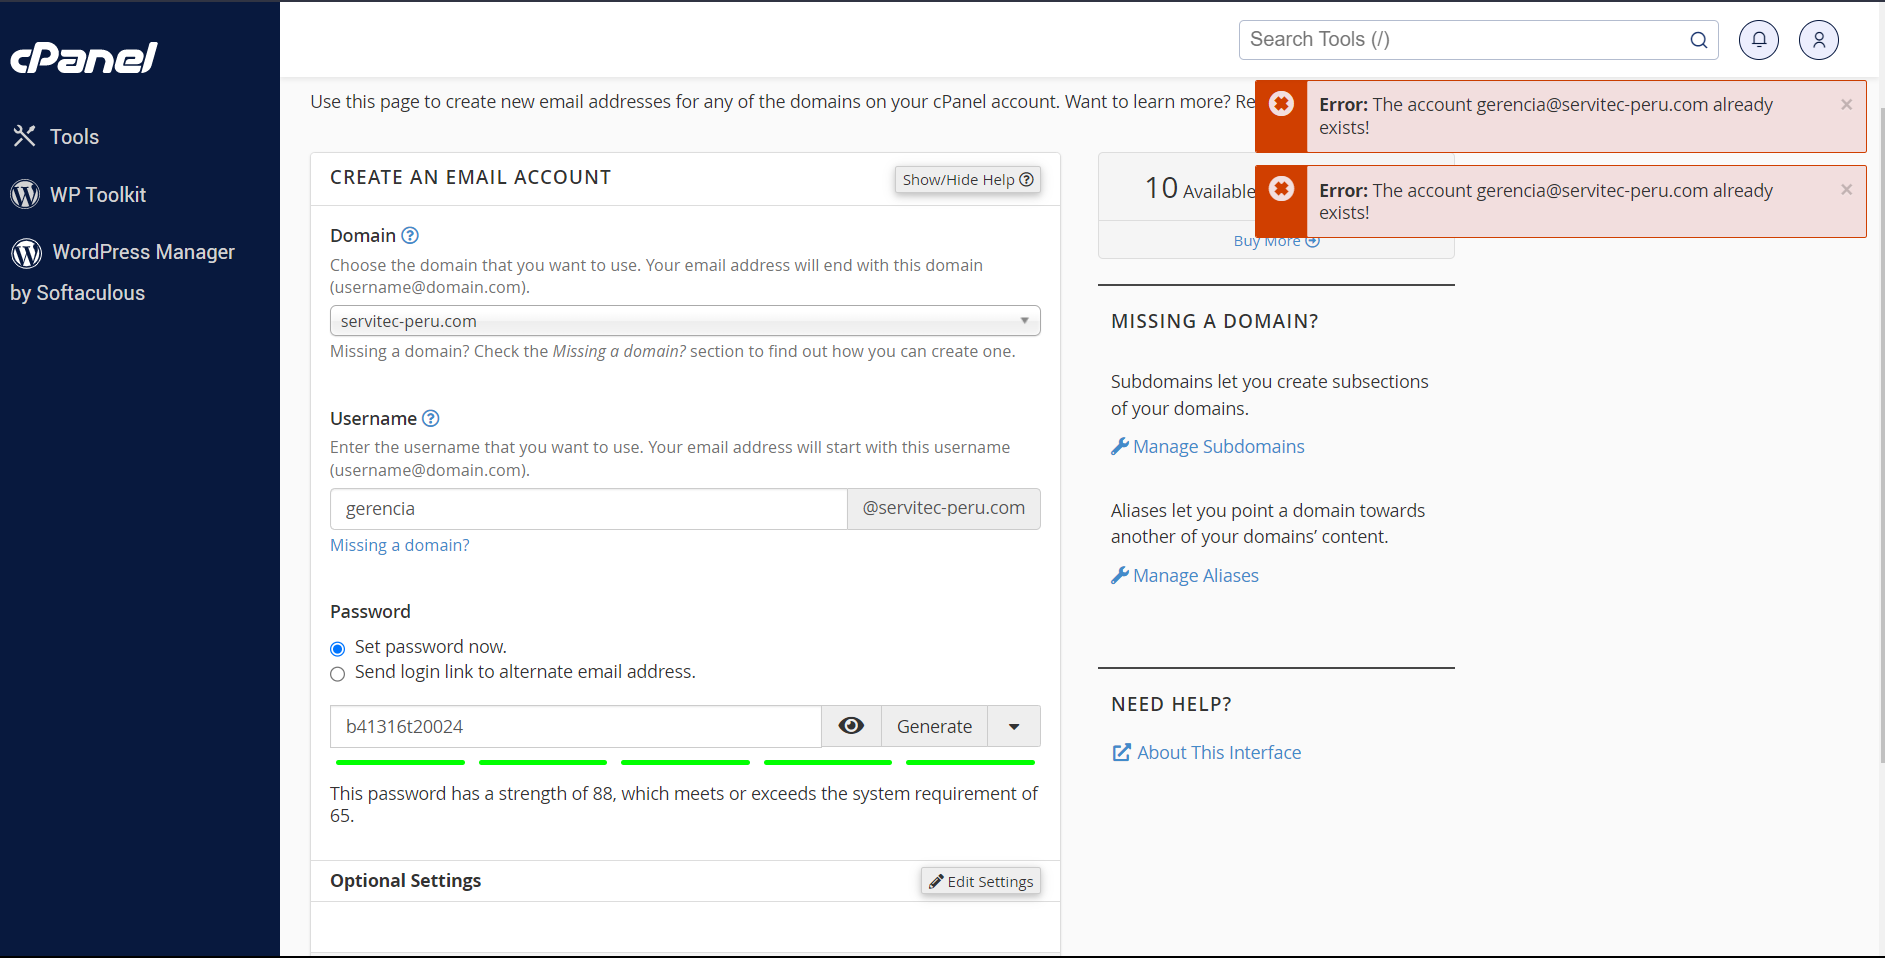 cPanel
Search Tools (/)
Tools
WP Toolkit
WordPress Manager
by Softaculous
Use this page to create new email addresses for any of the domains on your cPanel account. Want to learn more? Re
Error: The account gerencia@servitec-peru.com already
exists!
Error: The account gerencia@servitec-peru.com already
exists!
CREATE AN EMAIL ACCOUNT
Show/Hide Help
Domain
Choose the domain that you want to use. Your email address will end with this domain
(username@domain.com).
servitec-peru.com
Missing a domain? Check the Missing a domain? section to find out how you can create one.
Username
Enter the username that you want to use. Your email address will start with this username
(username@domain.com).
gerencia
@servitec-peru.com
Missing a domain?
Password
Set password now.
Send login link to alternate email address.
b41316t20024
Generate
This password has a strength of 88, which meets or exceeds the system requirement of
65.
Optional Settings
Edit Settings
10 Available
Buy More
MISSING A DOMAIN?
Subdomains let you create subsections
of your domains.
Manage Subdomains
Aliases let you point a domain towards
another of your domains’ content.
Manage Aliases
NEED HELP?
About This Interface